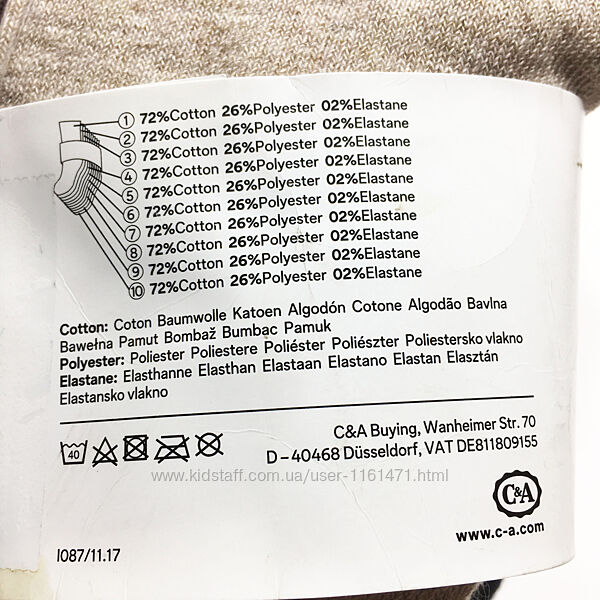 1 72%Cotton 26%Polyester 02%Elastane
2 72%Cotton 26%Polyester 02%Elastane
3 72%Cotton 26%Polyester 02%Elastane
4 72%Cotton 26%Polyester 02%Elastane
5 72%Cotton 26%Polyester 02%Elastane
6 72%Cotton 26%Polyester 02%Elastane
7 72%Cotton 26%Polyester 02%Elastane
8 72%Cotton 26%Polyester 02%Elastane
9 72%Cotton 26%Polyester 02%Elastane
10 72%Cotton 26%Polyester 02%Elastane
Cotton: Coton Baumwolle Katoen Algodón Cotone Algodão Bavlna
Bawełna Pamut Bombaž Bumbac Pamuk
Polyester: Poliester Poliestere Poliéster Poliészter Poliestersko vlakno
Elastane: Elasthanne Elasthan Elastaan Elastano Elastan Elasztán
Elastansko vlakno
40
C&A Buying, Wanheimer Str. 70
D – 40468 Düsseldorf, VAT DE811809155
www.kidstaff.com.ua/user-1161471.html
C&A
www.c-a.com
I087/11.17